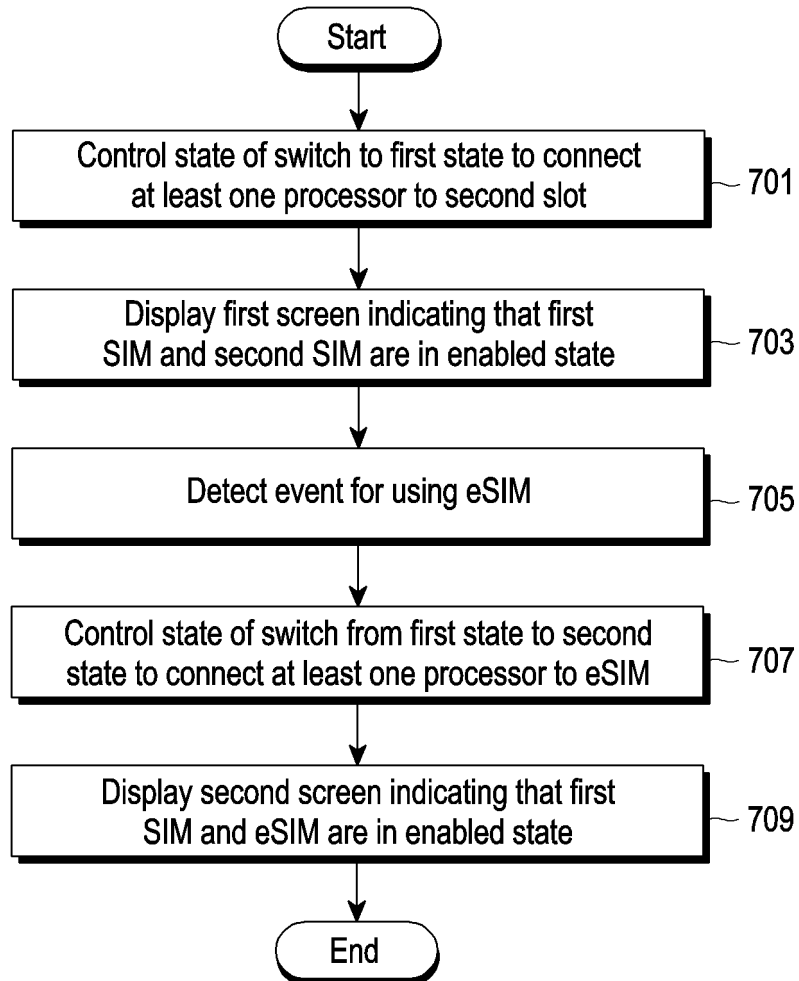 Start
Control state of switch to first state to connect
at least one processor to second slot
701
Display first screen indicating that first
SIM and second SIM are in enabled state
703
Detect event for using eSIM
705
Control state of switch from first state to second
state to connect at least one processor to eSIM
707
Display second screen indicating that first
SIM and eSIM are in enabled state
709
End